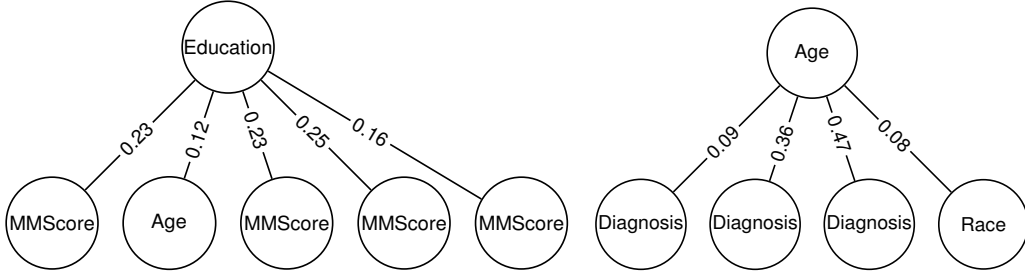 Education
Age
0.23
0.12
0.23
0.25
0.16
0.09
0.36
0.47
0.08
MMScore
Age
MMScore
MMScore
MMScore
Diagnosis
Diagnosis
Diagnosis
Race